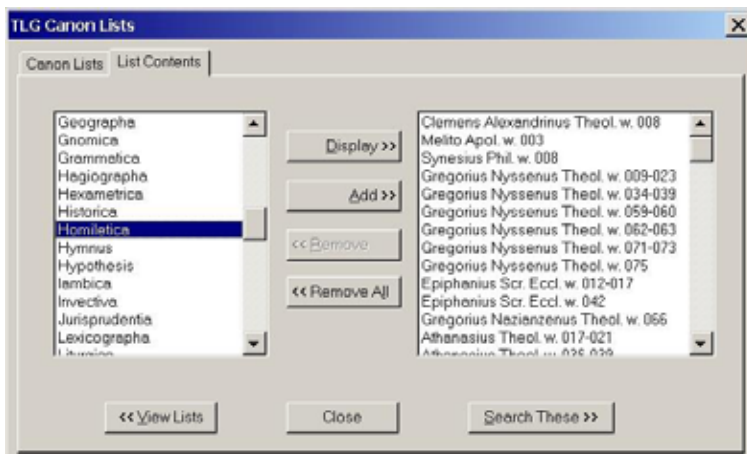 TLG Canon Lists
Canon Lists
List Contents
Geographa
Gnomica
Grammatica
Hagiographa
Hexametrica
Historica
Homiletica
Hymnus
Hypothesis
Iambica
Invectiva
Jurisprudentia
Lexicographa
Display >>
Add >>
<< Remove
<< Remove All
Clemens Alexandrinus Theol. w. 008
Melito Apol. w. 003
Synesius Phil. w. 008
Gregorius Nyssenus Theol. w. 009-023
Gregorius Nyssenus Theol. w. 034-039
Gregorius Nyssenus Theol. w. 059-060
Gregorius Nyssenus Theol. w. 062-063
Gregorius Nyssenus Theol. w. 071-073
Gregorius Nyssenus Theol. w. 075
Epiphanius Scr. Eccl. w. 012-017
Epiphanius Scr. Eccl. w. 042
Gregorius Nazianzenus Theol. w. 066
Athanasius Theol. w. 017-021
<< View Lists
Close
Search These >>